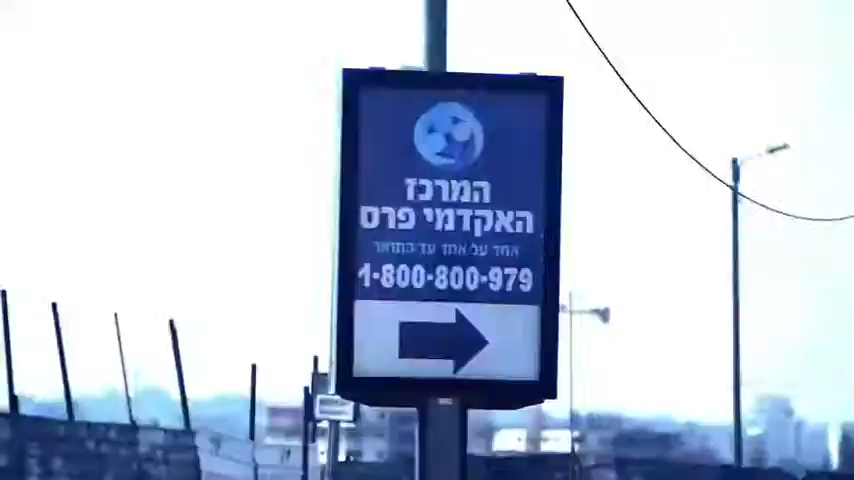 המרכז
האקדמי פרס
אחד על אחד עד התואר
1-800-800-979